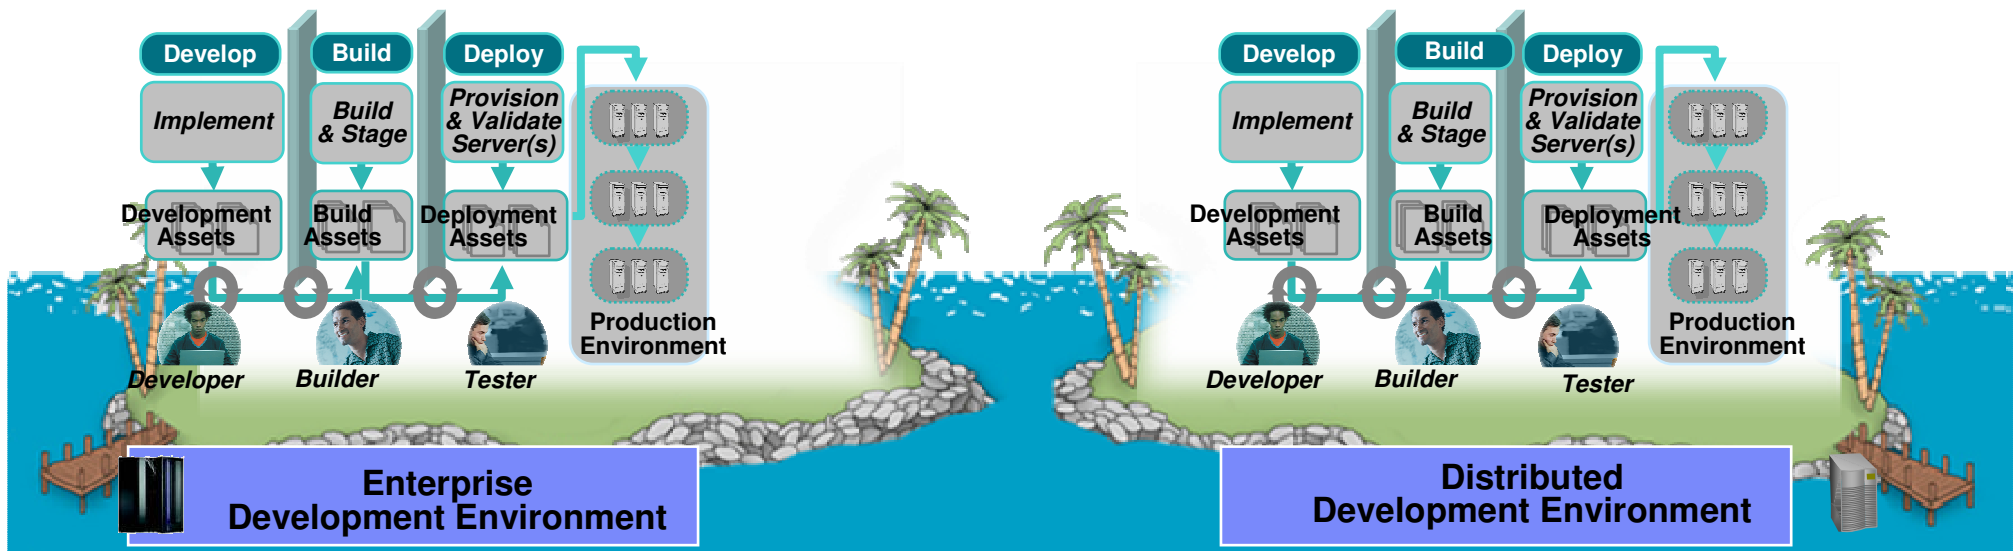 Develop
Build
Deploy
Implement
Build
& Stage
Provision
& Validate
Server(s)
Development
Assets
Build
Assets
Deployment
Assets
Production
Environment
Developer
Builder
Tester
Enterprise
Development Environment
Develop
Build
Deploy
Implement
Build
& Stage
Provision
& Validate
Server(s)
Development
Assets
Build
Assets
Deployment
Assets
Production
Environment
Developer
Builder
Tester
Distributed
Development Environment